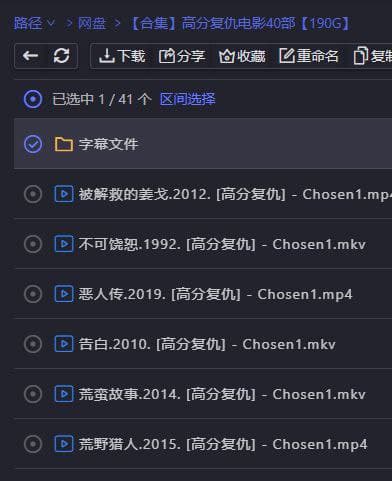 路径 > 网盘 > 【合集】高分复仇电影40部【190G】
下载 分享 收藏 重命名 复制
已选中 1 / 41 个 区间选择
字幕文件
被解救的姜戈.2012. [高分复仇] - Chosen1.mp4
不可饶恕.1992. [高分复仇] - Chosen1.mkv
恶人传.2019. [高分复仇] - Chosen1.mp4
告白.2010. [高分复仇] - Chosen1.mkv
荒蛮故事.2014. [高分复仇] - Chosen1.mkv
荒野猎人.2015. [高分复仇] - Chosen1.mp4